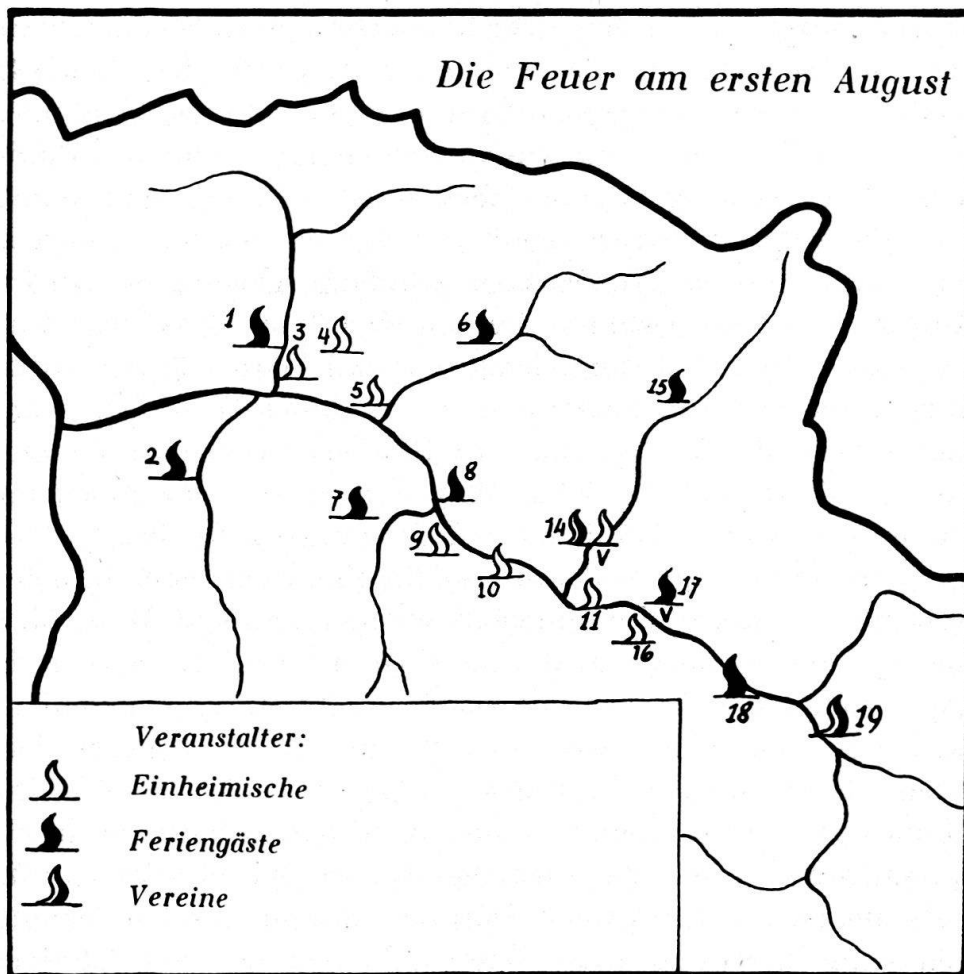 Die Feuer am ersten August
1
3
4
6
5
15
2
8
7
9
14
V
10
11
17
V
16
18
19
Veranstalter:
Einheimische
Feriengäste
Vereine